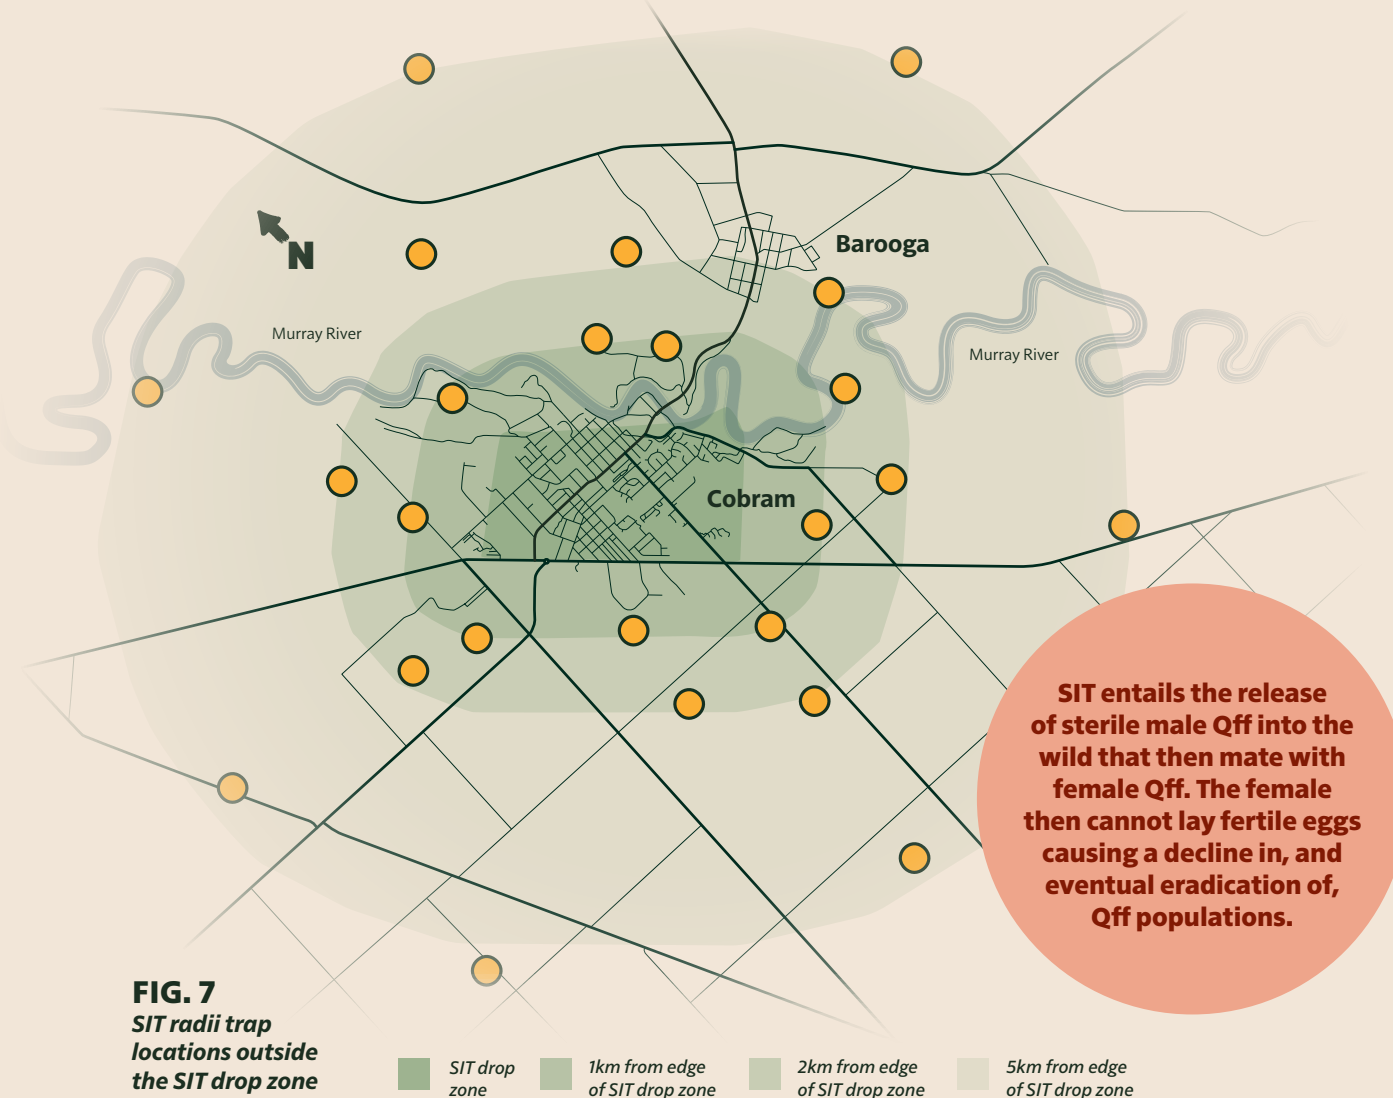 N
Barooga
Murray River
Murray River
Cobram
SIT entails the release
of sterile male Qff into the
wild that then mate with
female Qff. The female
then cannot lay fertile eggs
causing a decline in, and
eventual eradication of,
Qff populations.
FIG. 7
SIT radii trap
locations outside
the SIT drop zone
SIT drop
zone
1km from edge
of SIT drop zone
2km from edge
of SIT drop zone
5km from edge
of SIT drop zone